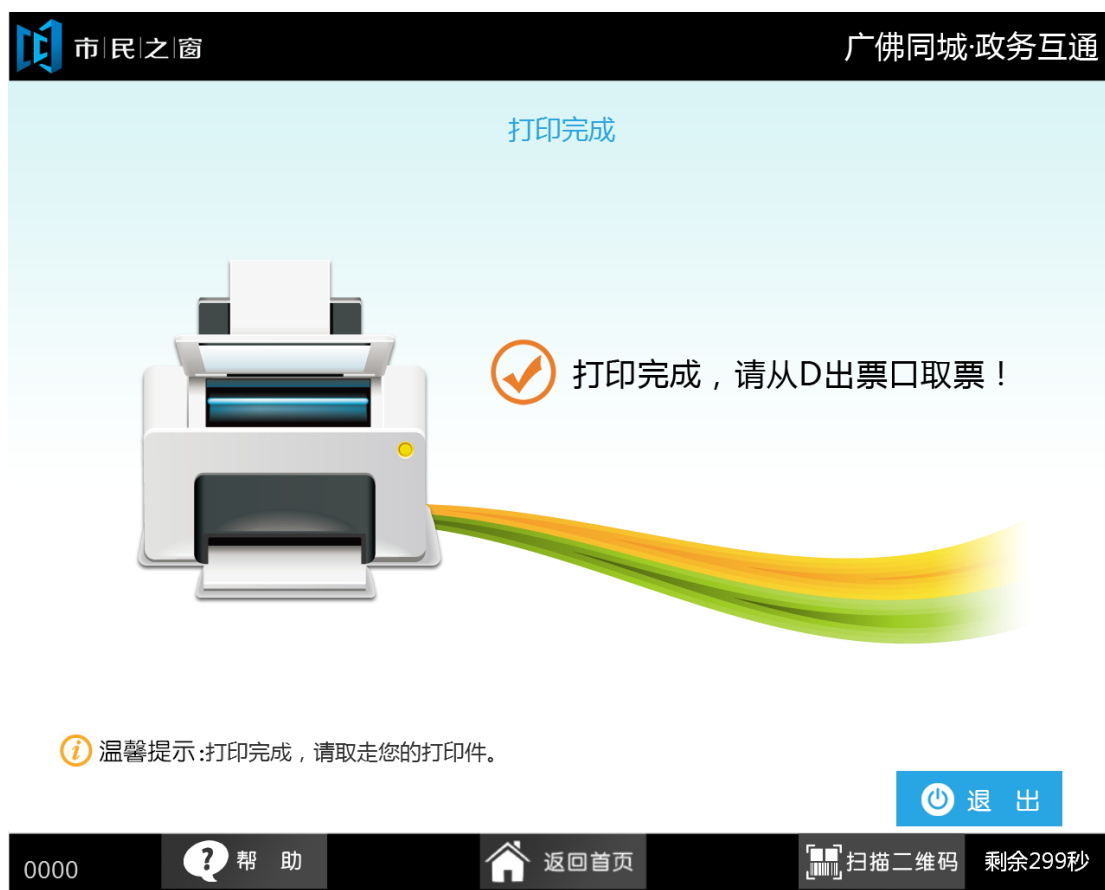 市民之窗
广佛同城·政务互通
打印完成
打印完成，请从D出票口取票！
温馨提示:打印完成，请取走您的打印件。
退 出
0000
帮 助
返回首页
扫描二维码
剩余299秒